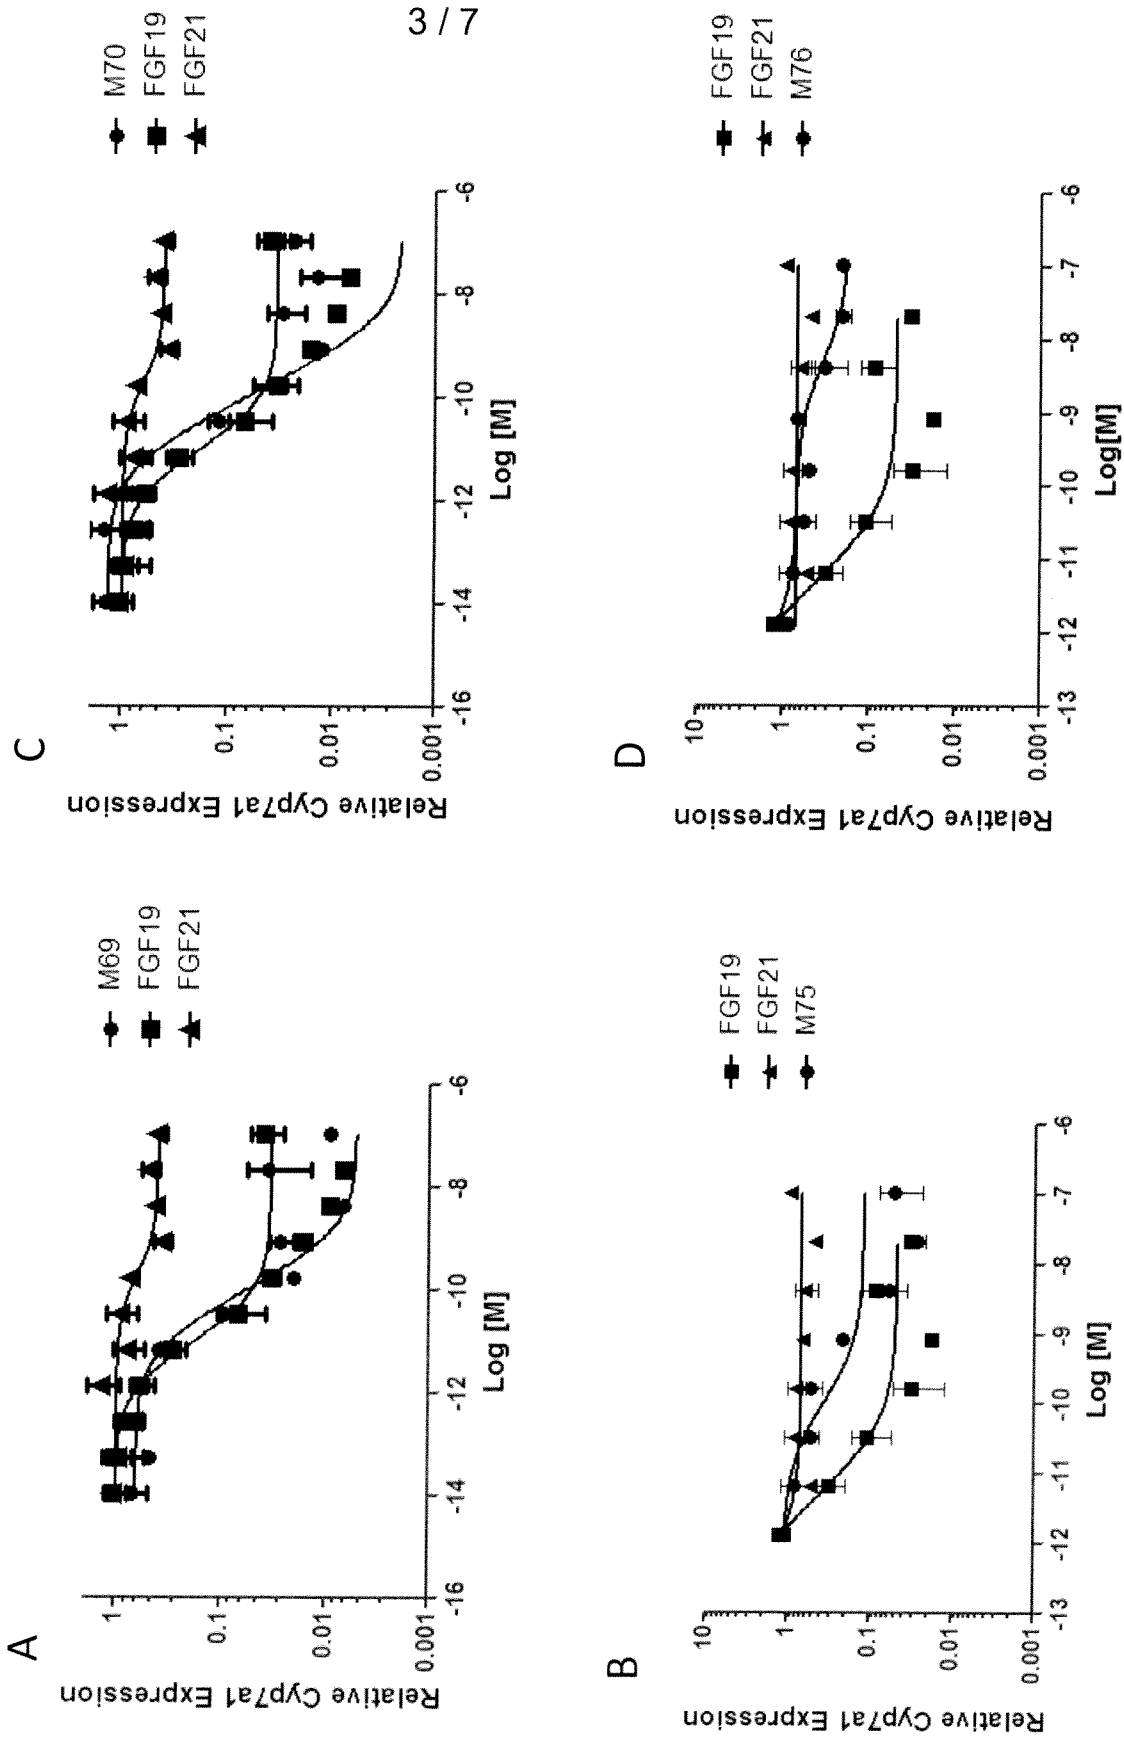 3 / 7
A
Relative Cyp7a1 Expression
1
0.1
0.01
0.001
-16
-14
-12
-10
-8
-6
Log [M]
M69
FGF19
FGF21
C
Relative Cyp7a1 Expression
1
0.1
0.01
0.001
-16
-14
-12
-10
-8
-6
Log [M]
M70
FGF19
FGF21
B
Relative Cyp7a1 Expression
10
1
0.1
0.01
0.001
-13
-12
-11
-10
-9
-8
-7
-6
Log [M]
FGF19
FGF21
M75
D
Relative Cyp7a1 Expression
10
1
0.1
0.01
0.001
-13
-12
-11
-10
-9
-8
-7
-6
Log[M]
FGF19
FGF21
M76